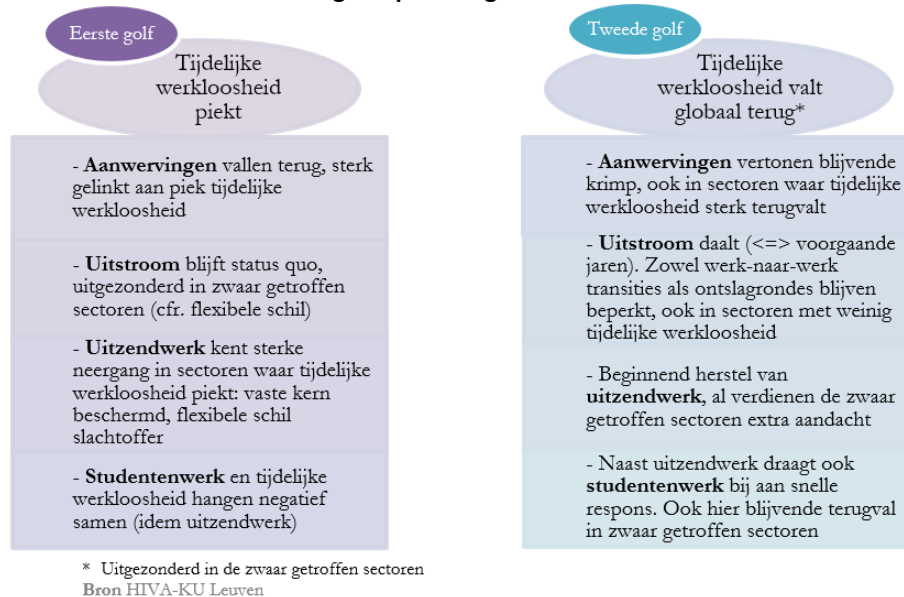 Eerste golf
Tijdelijke
werkloosheid
piekt
- Aanwervingen vallen terug, sterk
gelinkt aan piek tijdelijke
werkloosheid
- Uitstroom blijft status quo,
uitgezonderd in zwaar getroffen
sectoren (cfr. flexibele schil)
- Uitzendwerk kent sterke
neergang in sectoren waar tijdelijke
werkloosheid piekt: vaste kern
beschermd, flexibele schil
slachtoffer
- Studentenwerk en tijdelijke
werkloosheid hangen negatief
samen (idem uitzendwerk)
Tweede golf
Tijdelijke
werkloosheid valt
globaal terug*
- Aanwervingen vertonen blijvende
krimp, ook in sectoren waar tijdelijke
werkloosheid sterk terugvalt
- Uitstroom daalt (<=> voorgaande
jaren). Zowel werk-naar-werk
transities als ontslagrondes blijven
beperkt, ook in sectoren met weinig
tijdelijke werkloosheid
- Beginnend herstel van
uitzendwerk, al verdienen de zwaar
getroffen sectoren extra aandacht
- Naast uitzendwerk draagt ook
studentenwerk bij aan snelle
respons. Ook hier blijvende terugval
in zwaar getroffen sectoren
* Uitgezonderd in de zwaar getroffen sectoren
Bron HIVA-KU Leuven